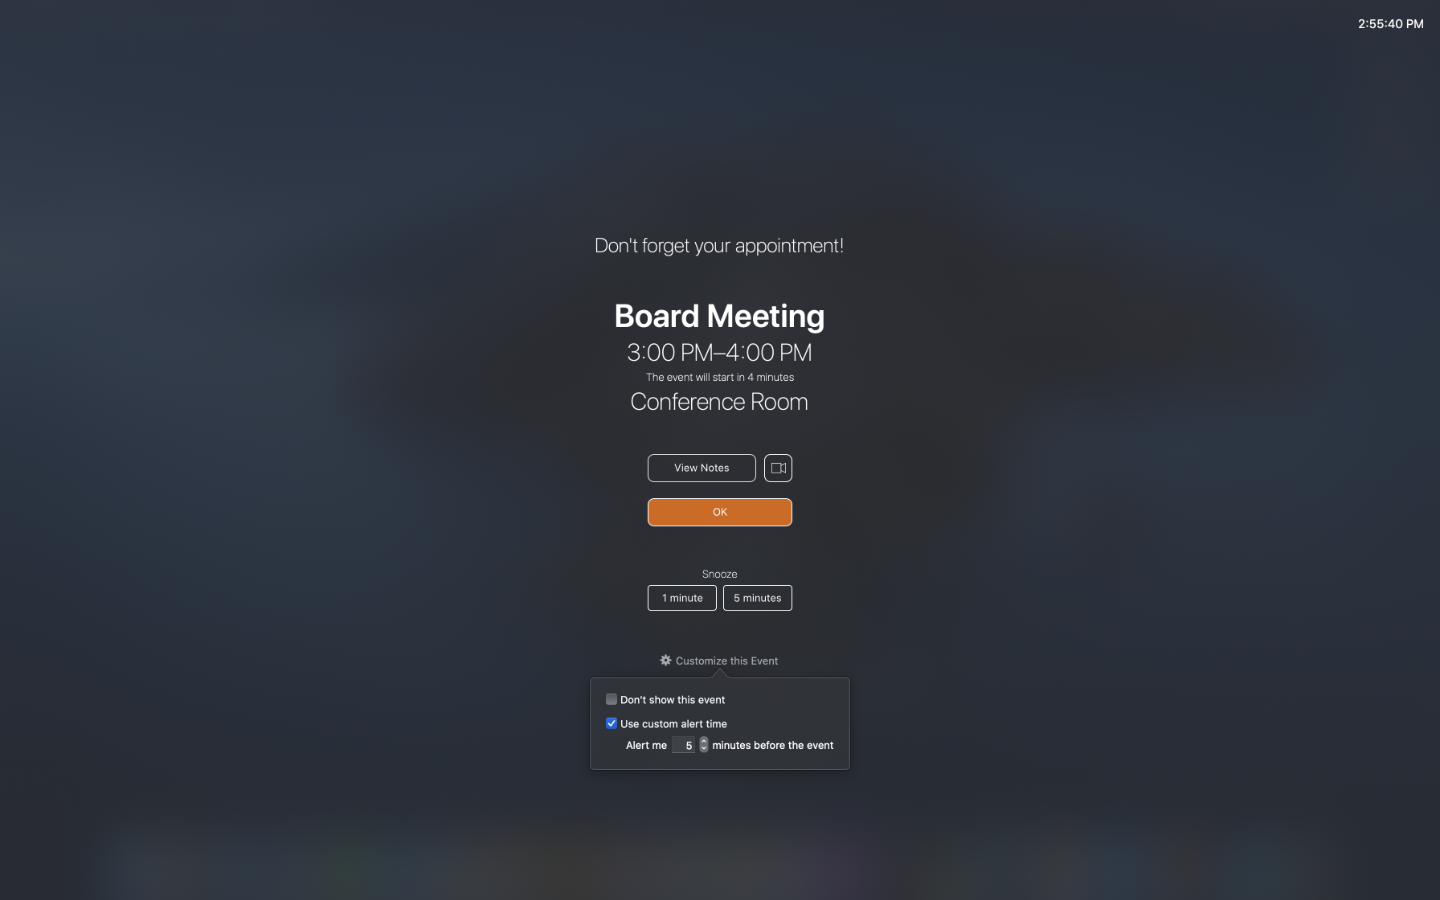 2:55:40 PM
Don't forget your appointment!
Board Meeting
3:00 PM–4:00 PM
The event will start in 4 minutes
Conference Room
View Notes
OK
Snooze
1 minute 5 minutes
Customize this Event
Don't show this event
Use custom alert time
Alert me 5 minutes before the event